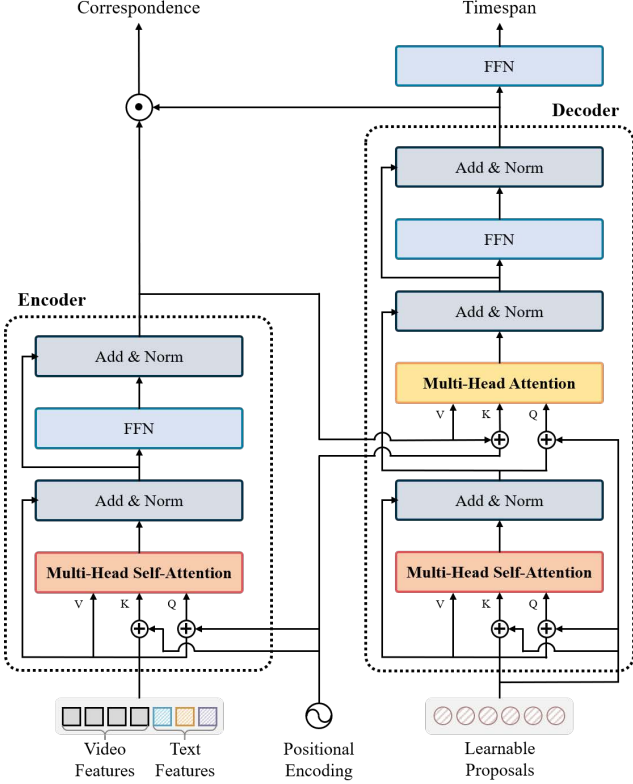 Correspondence
Timespan
FFN
Decoder
Add & Norm
FFN
Encoder
Add & Norm
Add & Norm
Multi-Head Attention
FFN
V
K
Q
Add & Norm
Add & Norm
Multi-Head Self-Attention
Multi-Head Self-Attention
V
K
Q
V
K
Q
Video
Features
Text
Features
Positional
Encoding
Learnable
Proposals